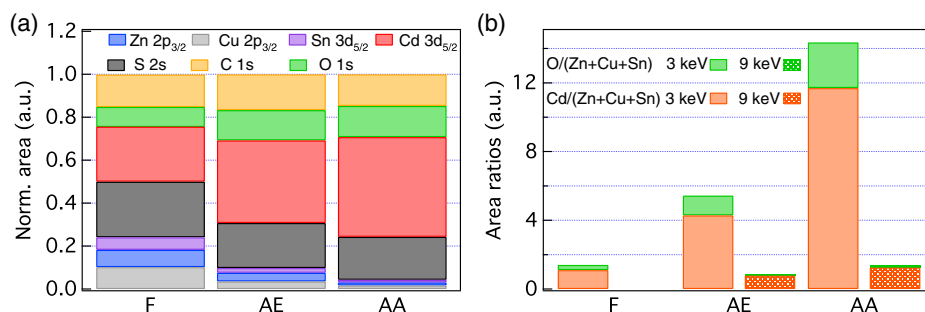 (a)
1.2
1.0
0.8
0.6
0.4
0.2
0.0
Norm. area (a.u.)
Zn 2p3/2 Cu 2p3/2 Sn 3d5/2 Cd 3d5/2
S 2s C 1s O 1s
F AE AA
(b)
12
8
4
0
Area ratios (a.u.)
O/(Zn+Cu+Sn) 3 keV 9 keV
Cd/(Zn+Cu+Sn) 3 keV 9 keV
F AE AA